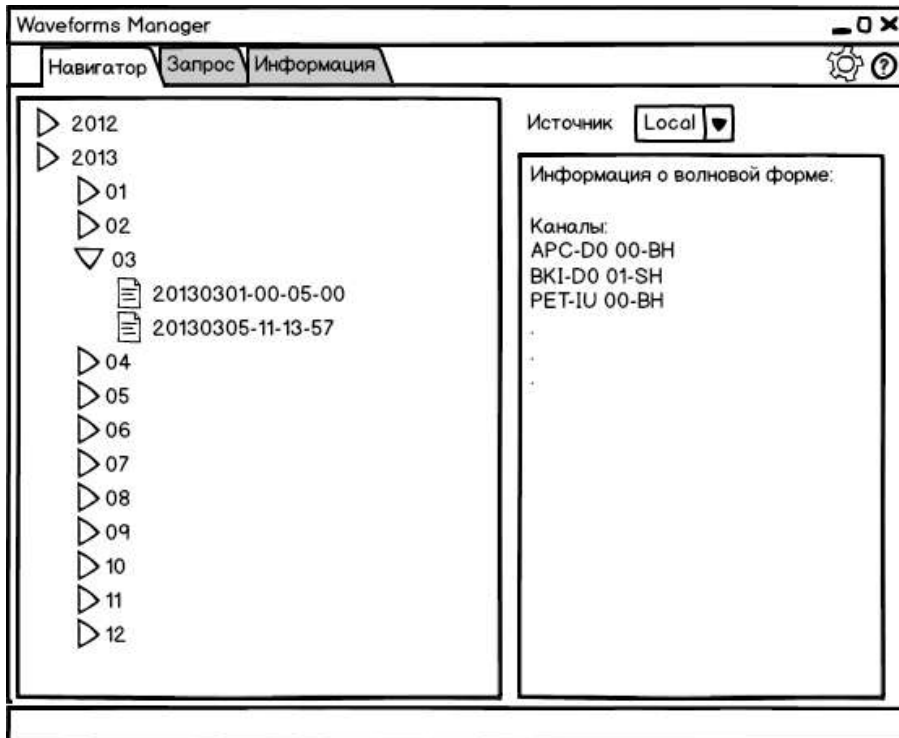 Waveforms Manager
Навигатор Запрос Информация ?
2012
2013
01
02
03
20130301-00-05-00
20130305-11-13-57
04
05
06
07
08
09
10
11
12
Источник Local
Информация о волновой форме:
Каналы:
APC-D0 00-BH
BKI-D0 01-SH
PET-IU 00-BH
.
.
.